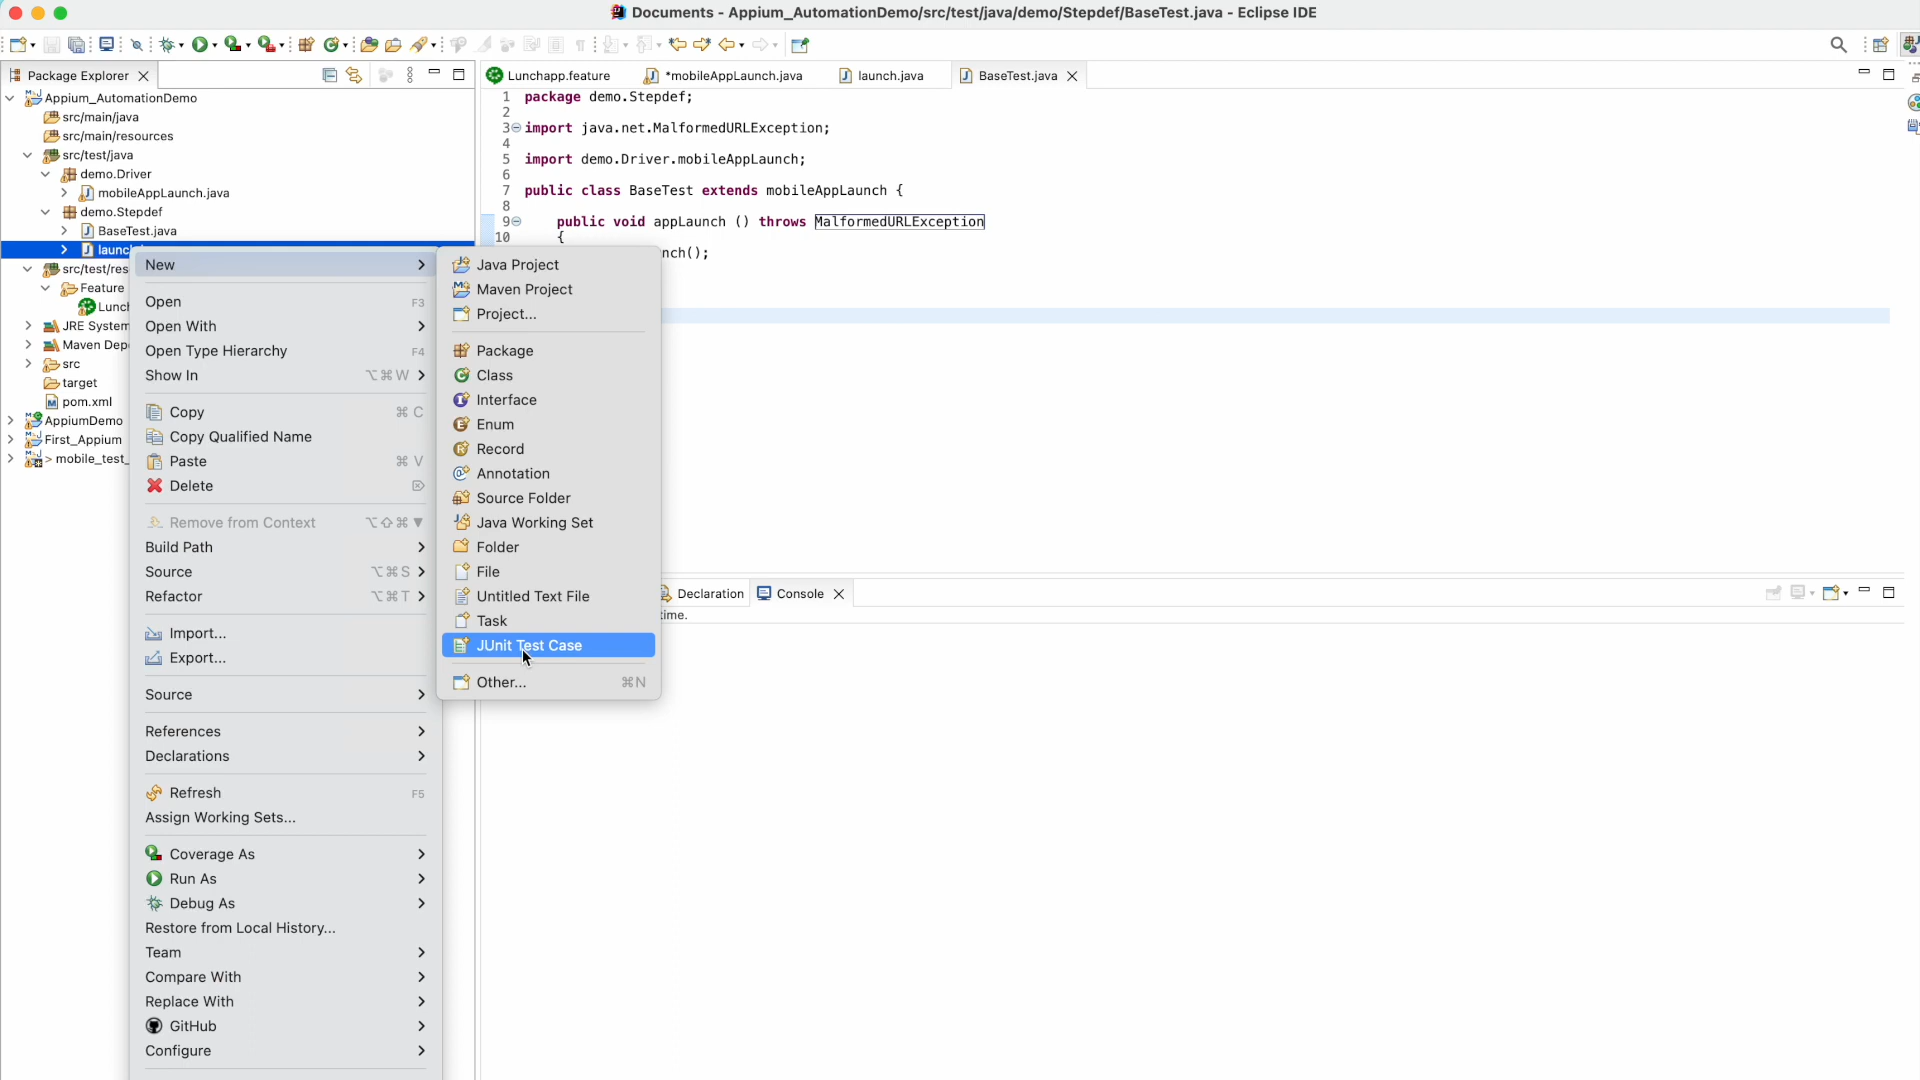 Documents - Appium_AutomationDemo/src/test/java/demo/Stepdef/BaseTest.java - Eclipse IDE
Package Explorer
Lunchapp.feature
*mobileAppLaunch.java
launch.java
BaseTest.java
Appium_AutomationDemo
src/main/java
src/main/resources
src/test/java
demo.Driver
mobileAppLaunch.java
demo.Stepdef
BaseTest.java
src/test/res
Feature
Lunch
JRE System
Maven Dep
src
target
pom.xml
AppiumDemo
First_Appium
> mobile_test_
1 package demo.Stepdef;
2
3 import java.net.MalformedURLException;
4
5 import demo.Driver.mobileAppLaunch;
6
7 public class BaseTest extends mobileAppLaunch {
8
9 public void appLaunch () throws MalformedURLException
10 {
nch();
New
Open F3
Open With
Open Type Hierarchy F4
Show In ⌥⌘W
Copy ⌘C
Copy Qualified Name
Paste ⌘V
Delete ⌦
Remove from Context ⌥⇧⌘▼
Build Path
Source ⌥⌘S
Refactor ⌥⌘T
Import...
Export...
Source
References
Declarations
Refresh F5
Assign Working Sets...
Coverage As
Run As
Debug As
Restore from Local History...
Team
Compare With
Replace With
GitHub
Configure
Java Project
Maven Project
Project...
Package
Class
Interface
Enum
Record
Annotation
Source Folder
Java Working Set
Folder
File
Untitled Text File
Task
JUnit Test Case
Other... ⌘N
Declaration
Console
time.